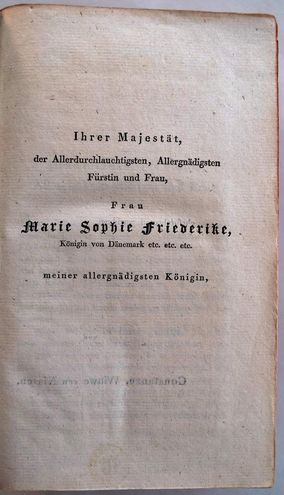 Ihrer Majestät,
der Allerdurchlauchtigsten, Allergnädigsten
Fürstin und Frau,
Frau
Marie Sophie Friederike,
Königin von Dänemark etc. etc. etc.
meiner allergnädigsten Königin,